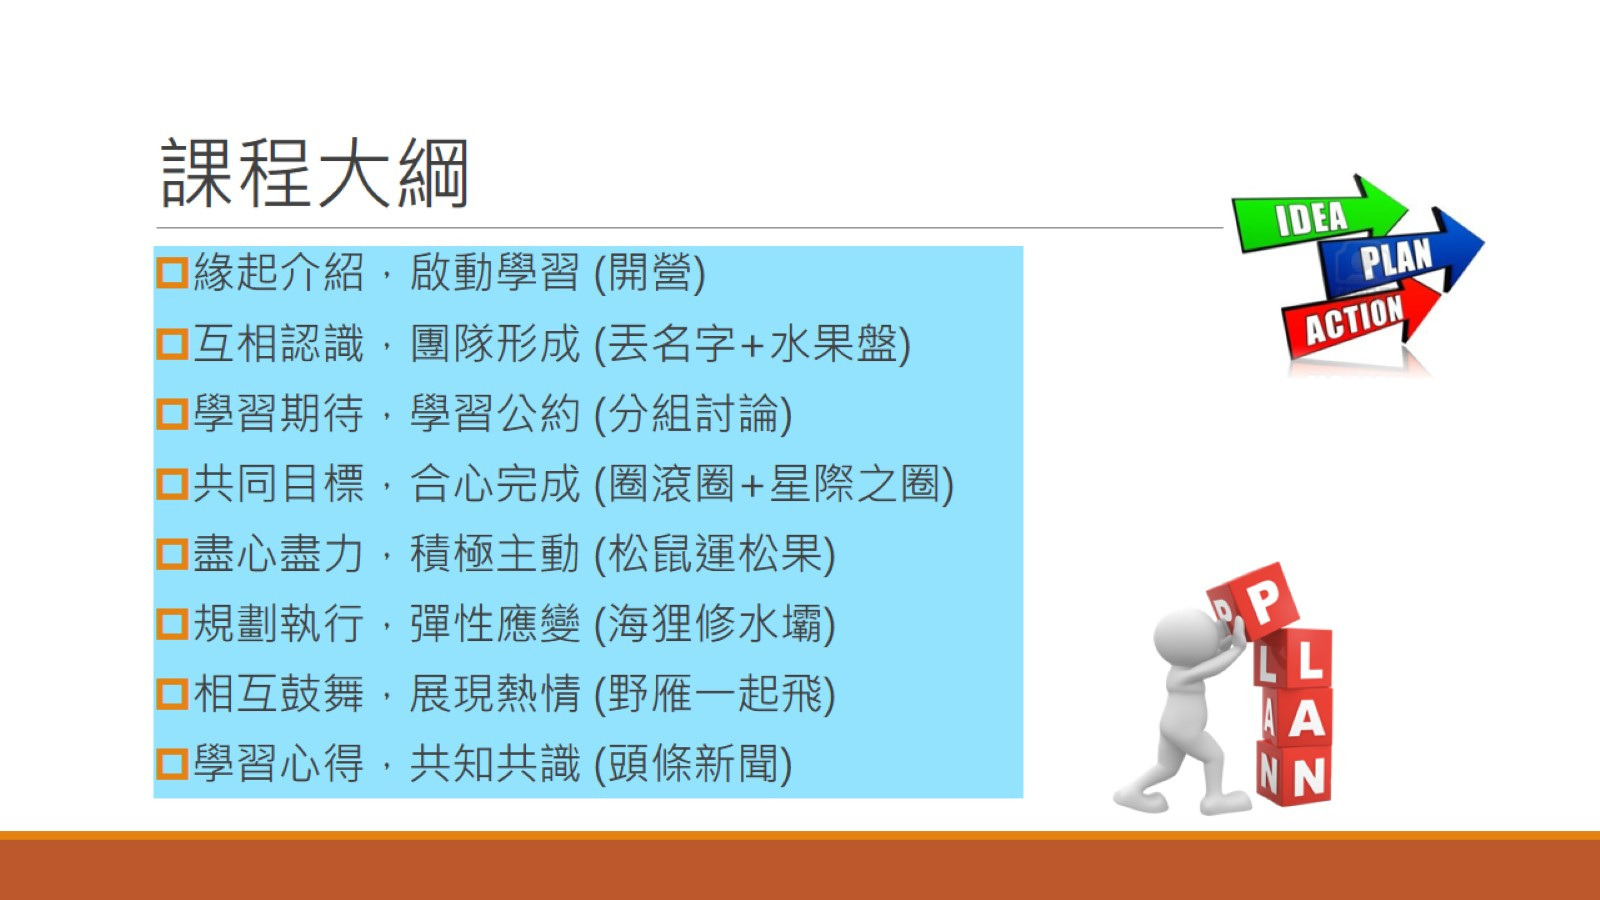 課程大綱
緣起介紹，啟動學習 (開營)
互相認識，團隊形成 (丟名字+水果盤)
學習期待，學習公約 (分組討論)
共同目標，合心完成 (圈滾圈+星際之圈)
盡心盡力，積極主動 (松鼠運松果)
規劃執行，彈性應變 (海狸修水壩)
相互鼓舞，展現熱情 (野雁一起飛)
學習心得，共知共識 (頭條新聞)
IDEA
PLAN
ACTION
P P
L L
A A
N N